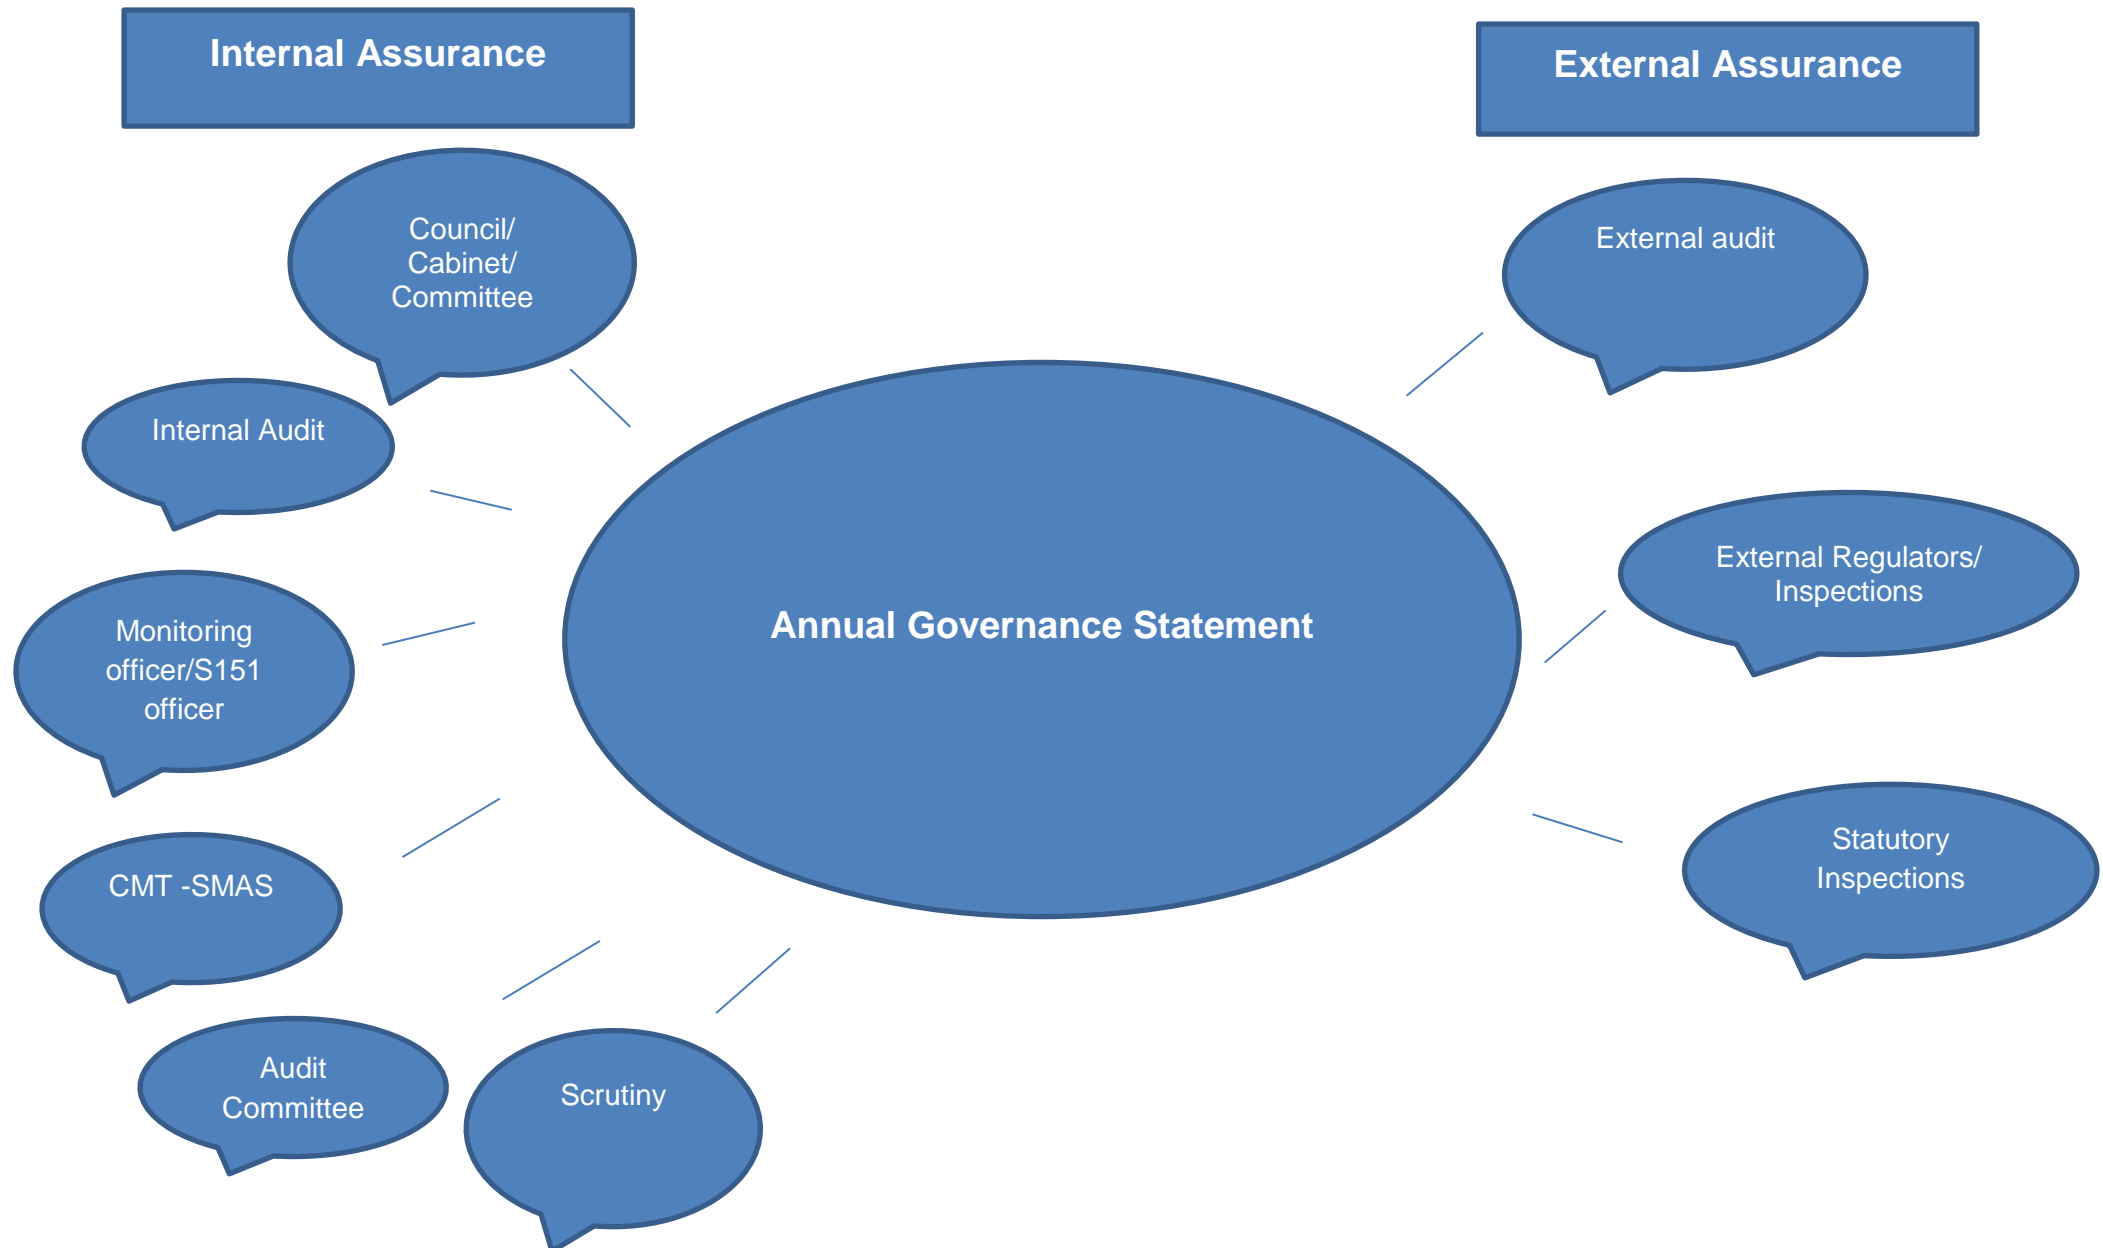 Internal Assurance
External Assurance
Council/
Cabinet/
Committee
External audit
Internal Audit
External Regulators/
Inspections
Annual Governance Statement
Monitoring
officer/S151
officer
Statutory
Inspections
CMT -SMAS
Audit
Committee
Scrutiny